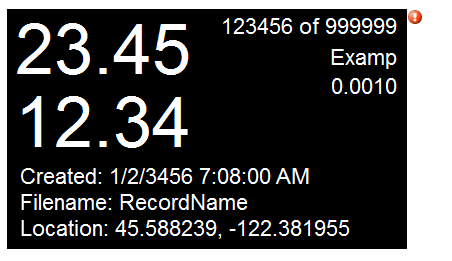 23.45
123456 of 999999
Examp
0.0010
12.34
Created: 1/2/3456 7:08:00 AM
Filename: RecordName
Location: 45.588239, -122.381955